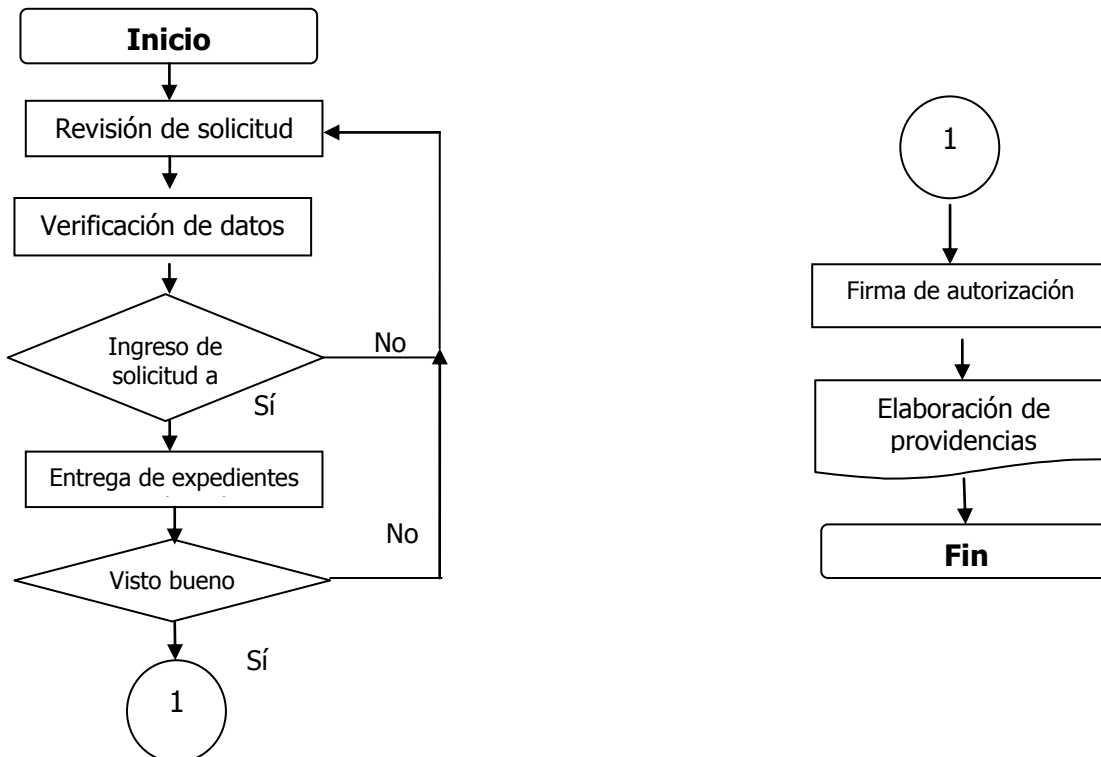 Inicio
Revisión de solicitud
Verificación de datos
Ingreso de
solicitud a
No
Sí
Entrega de expedientes
No
Visto bueno
Sí
1
1
Firma de autorización
Elaboración de
providencias
Fin